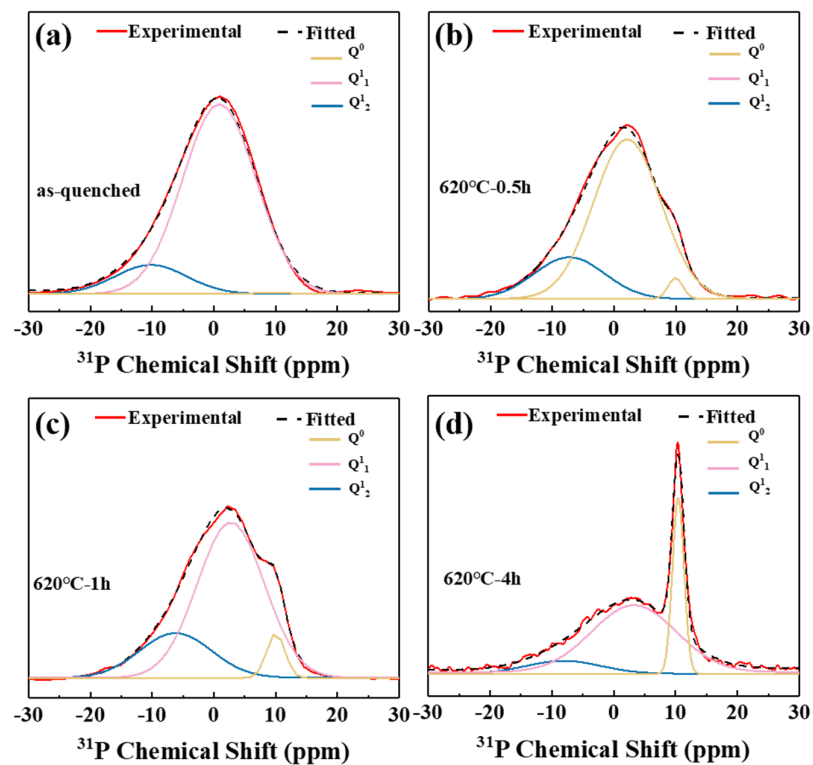 (a) Experimental Fitted
Q⁰
Q¹₁
Q¹₂
as-quenched
-30 -20 -10 0 10 20 30
³¹P Chemical Shift (ppm)
(b) Experimental Fitted
Q⁰
Q¹₁
Q¹₂
620°C-0.5h
-30 -20 -10 0 10 20 30
³¹P Chemical Shift (ppm)
(c) Experimental Fitted
Q⁰
Q¹₁
Q¹₂
620°C-1h
-30 -20 -10 0 10 20 30
³¹P Chemical Shift (ppm)
(d) Experimental Fitted
Q⁰
Q¹₁
Q¹₂
620°C-4h
-30 -20 -10 0 10 20 30
³¹P Chemical Shift (ppm)